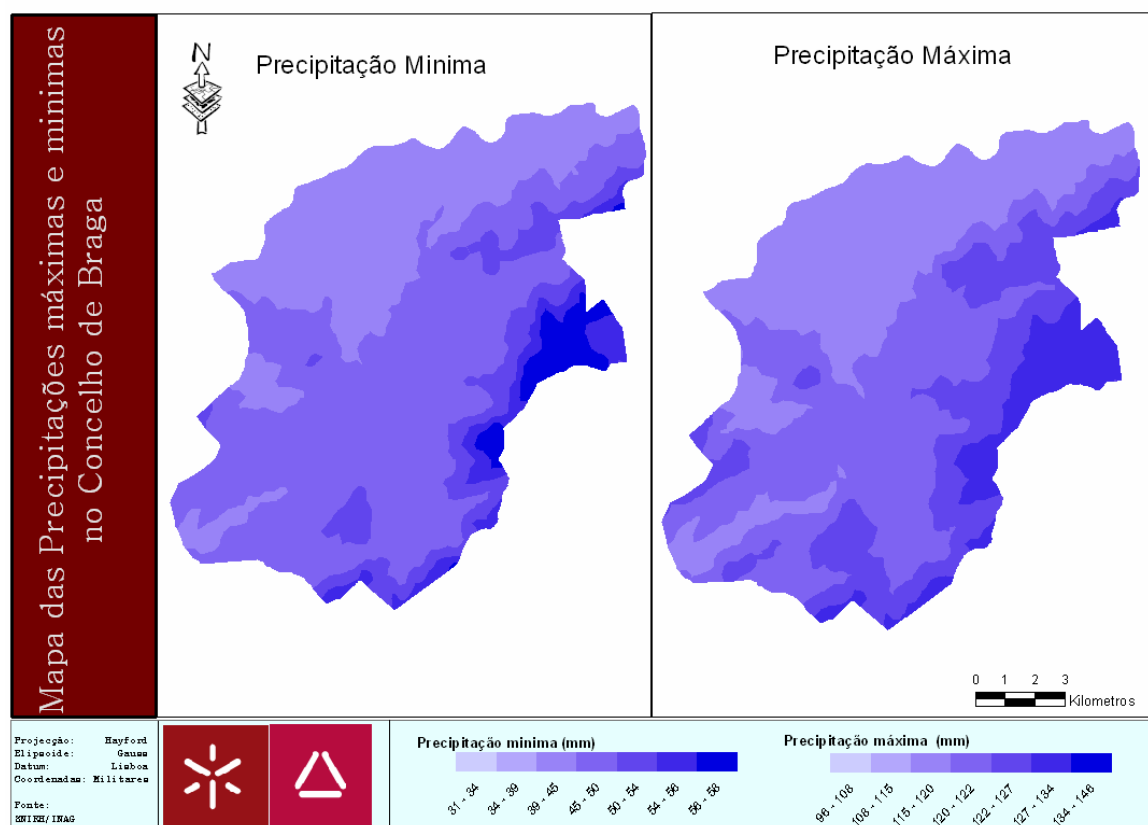 Mapa das Precipitações máximas e minimas
no Concelho de Braga
N
Precipitação Minima
Precipitação Máxima
0 1 2 3
Kilometros
Projecção: Hayford
Elipsoide: Gauss
Datum: Lisboa
Coordenadas: Militares
Fonte:
SNIRH/INAG
Precipitação minima (mm)
31 - 34
34 - 39
39 - 45
45 - 50
50 - 54
54 - 56
56 - 58
Precipitação máxima (mm)
96 - 108
108 - 115
115 - 120
120 - 122
122 - 127
127 - 134
134 - 146